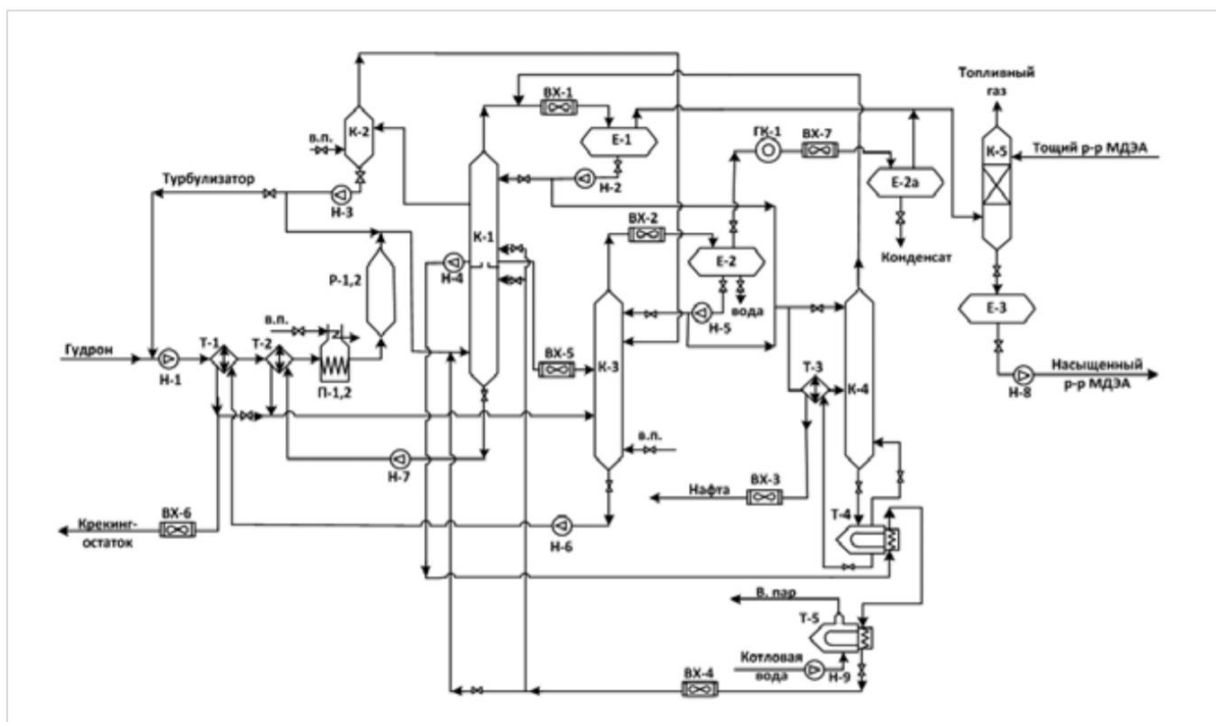 Топливный
газ
ВХ-1
К-2
в.п.
Е-1
ГК-1
ВХ-7
К-5
Тощий р-р МДЭА
Турбулизатор
Н-3
Н-2
Е-2а
ВХ-2
К-1
Е-2
Конденсат
Н-4
Р-1,2
вода
Е-3
в.п.
Н-5
Гудрон
Т-1
Т-2
Н-1
П-1,2
ВХ-5
К-3
Т-3
К-4
Насыщенный
р-р МДЭА
Н-8
в.п.
Н-7
Нафта
ВХ-3
ВХ-6
Крекинг-
остаток
Н-6
Т-4
В. пар
Т-5
Котловая
вода
Н-9
ВХ-4